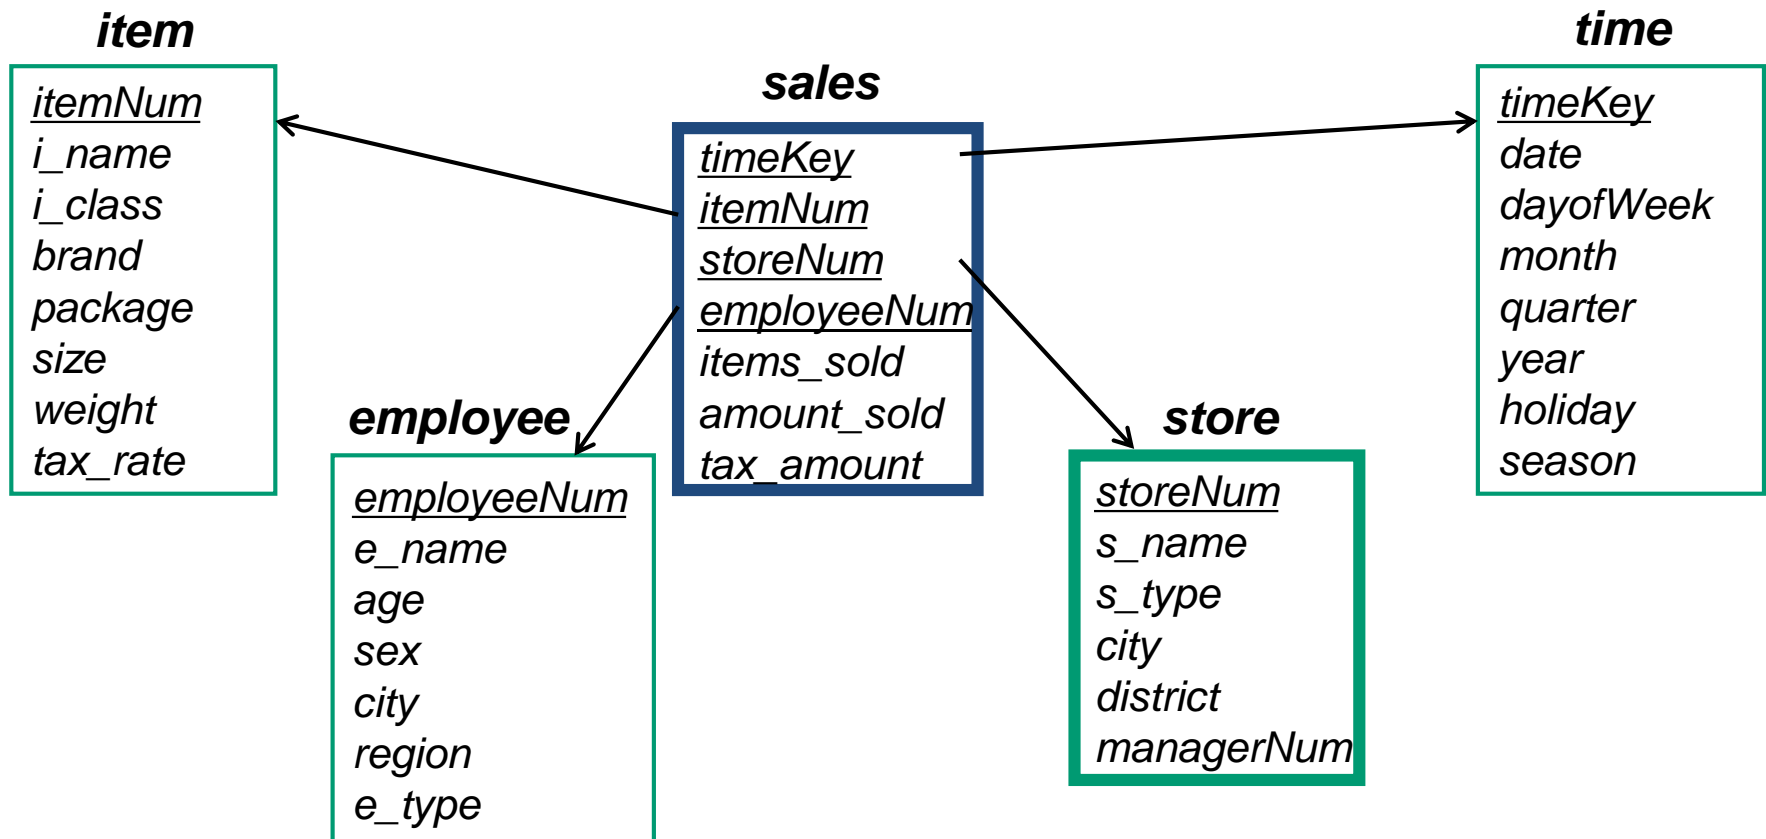 item
itemNum
i_name
i_class
brand
package
size
weight
tax_rate
employee
employeeNum
e_name
age
sex
city
region
e_type
sales
timeKey
itemNum
storeNum
employeeNum
items_sold
amount_sold
tax_amount
store
storeNum
s_name
s_type
city
district
managerNum
time
timeKey
date
dayofWeek
month
quarter
year
holiday
season